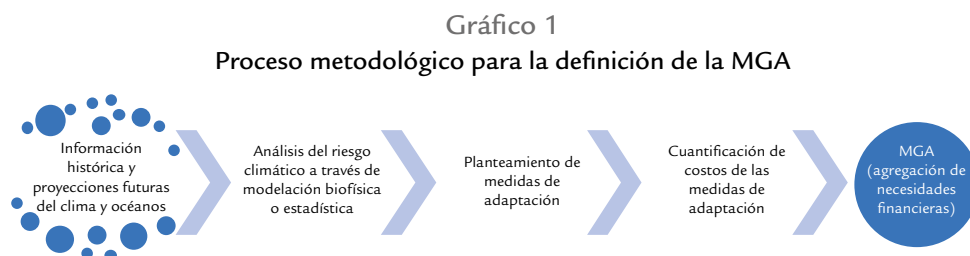 Gráfico 1
Proceso metodológico para la definición de la MGA
Información
histórica y
proyecciones futuras
del clima y océanos
Análisis del riesgo
climático a través de
modelación biofísica
o estadística
Planteamiento de
medidas de
adaptación
Cuantificación de
costos de las
medidas de
adaptación
MGA
(agregación de
necesidades
financieras)